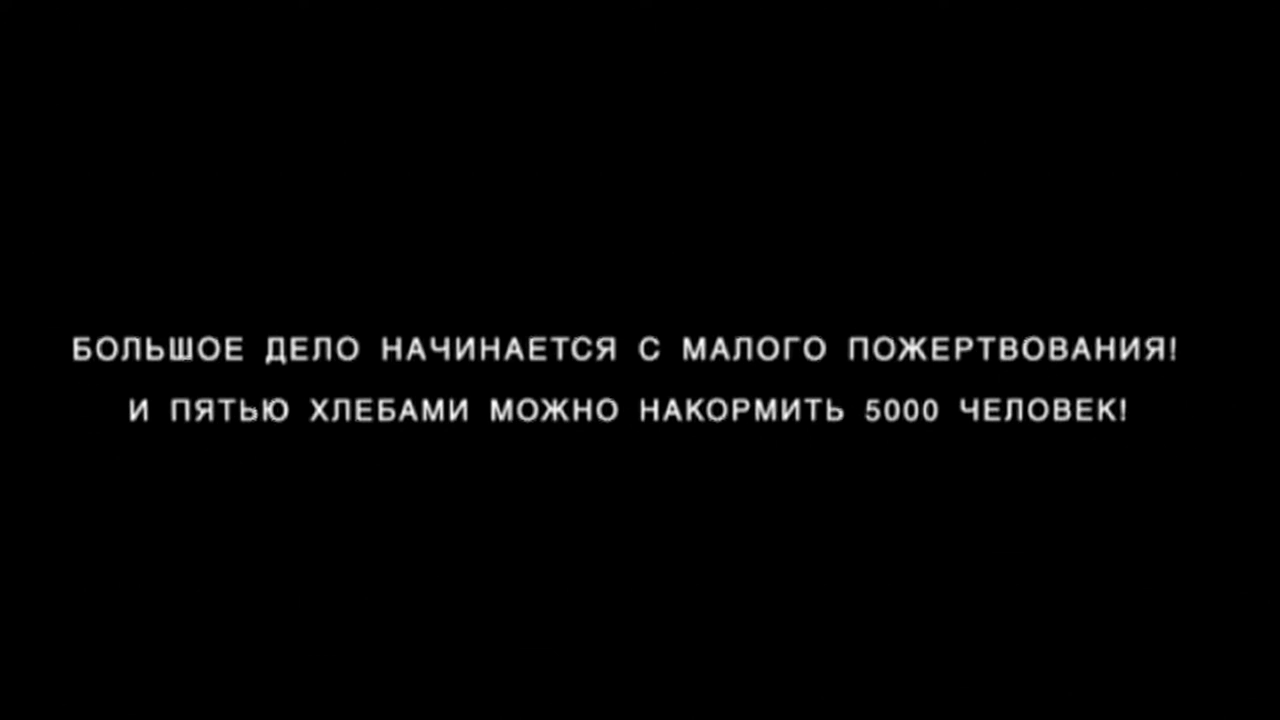 БОЛЬШОЕ ДЕЛО НАЧИНАЕТСЯ С МАЛОГО ПОЖЕРТВОВАНИЯ!
И ПЯТЬЮ ХЛЕБАМИ МОЖНО НАКОРМИТЬ 5000 ЧЕЛОВЕК!